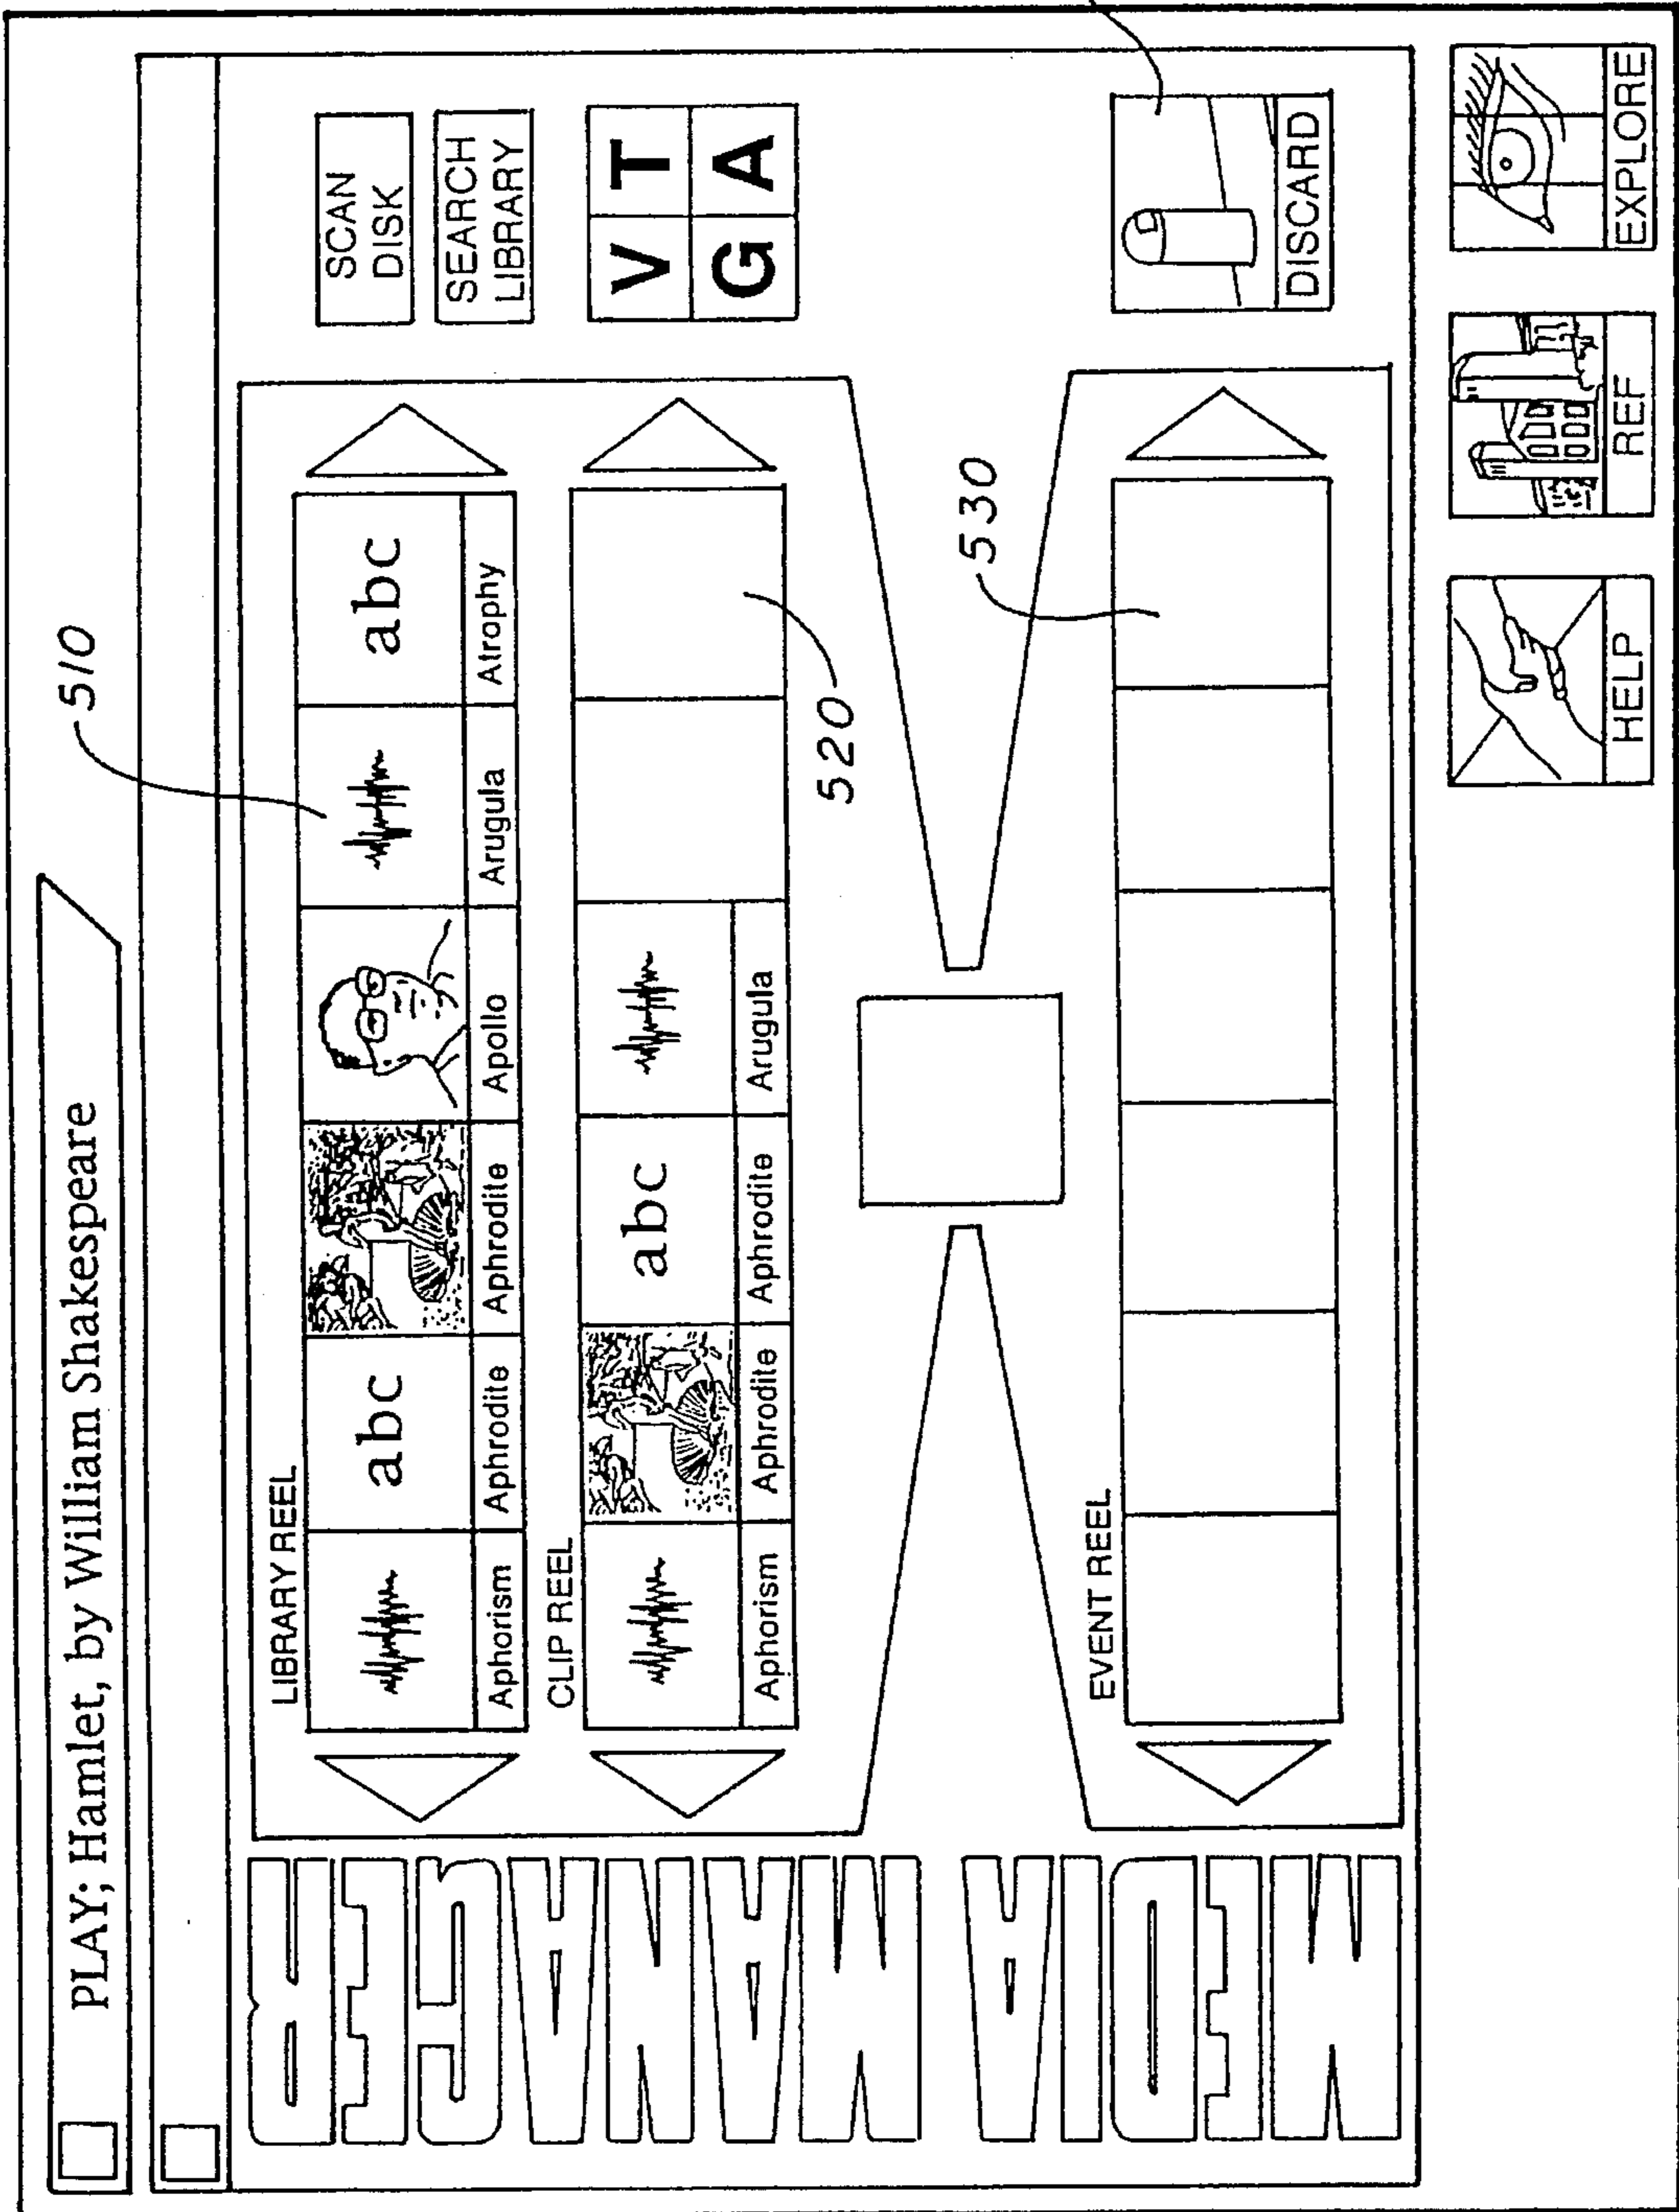 PLAY; Hamlet, by William Shakespeare
510
MEDIA MANAGER
LIBRARY REEL
abc
abc
Aphorism Aphrodite Aphrodite Apollo Arugula Atrophy
SCAN
DISK
SEARCH
LIBRARY
CLIP REEL
abc
Aphorism Aphrodite Aphrodite Arugula
V T
G A
520
530
EVENT REEL
DISCARD
HELP
REF
EXPLORE